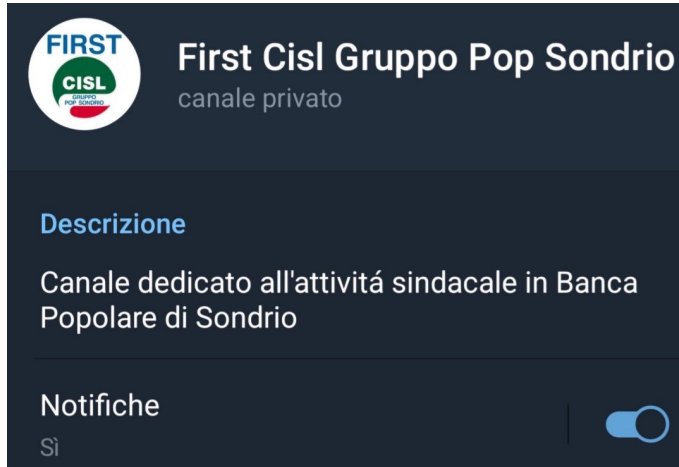 FIRST
CISL
GRUPPO
POP SONDRIO
First Cisl Gruppo Pop Sondrio
canale privato
Descrizione
Canale dedicato all'attivitá sindacale in Banca
Popolare di Sondrio
Notifiche
Sì